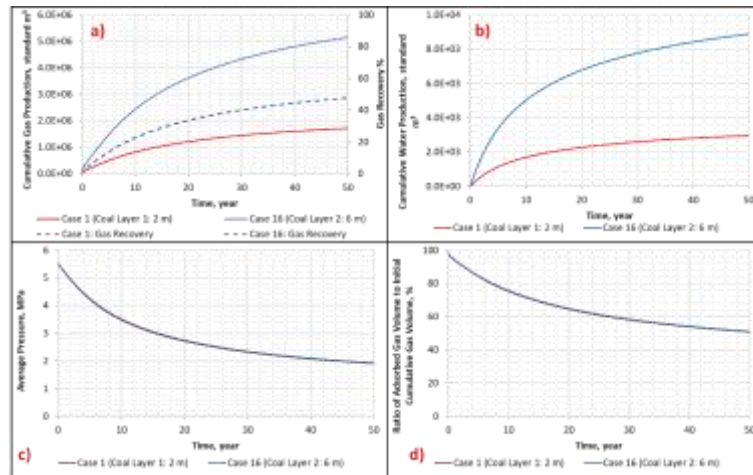 a)
Cumulative Gas Production, standard m³
6.0E+06
5.0E+06
4.0E+06
3.0E+06
2.0E+06
1.0E+06
0.0E+00
100
80
60
40
20
0
Gas Recovery %
0 10 20 30 40 50
Time, year
Case 1 (Coal Layer 1: 2 m)
Case 16 (Coal Layer 2: 6 m)
Case 1: Gas Recovery
Case 16: Gas Recovery
b)
Cumulative Water Production, standard
m³
1.0E+04
8.0E+03
6.0E+03
4.0E+03
2.0E+03
0.0E+00
0 10 20 30 40 50
Time, year
Case 1 (Coal Layer 1: 2 m)
Case 16 (Coal Layer 2: 6 m)
c)
Average Pressure, MPa
6
5
4
3
2
1
0
0 10 20 30 40 50
Time, year
Case 1 (Coal Layer 1: 2 m)
Case 16 (Coal Layer 2: 6 m)
d)
Ratio of Adsorbed Gas Volume to Initial
Cumulative Gas Volume, %
100
80
60
40
20
0
0 10 20 30 40 50
Time, year
Case 1 (Coal Layer 1: 2 m)
Case 16 (Coal Layer 2: 6 m)